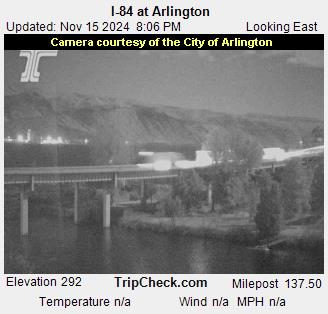 I-84 at Arlington
Updated: Nov 15 2024 8:06 PM Looking East
Camera courtesy of the City of Arlington
Elevation 292 TripCheck.com Milepost 137.50
Temperature n/a Wind n/a MPH n/a